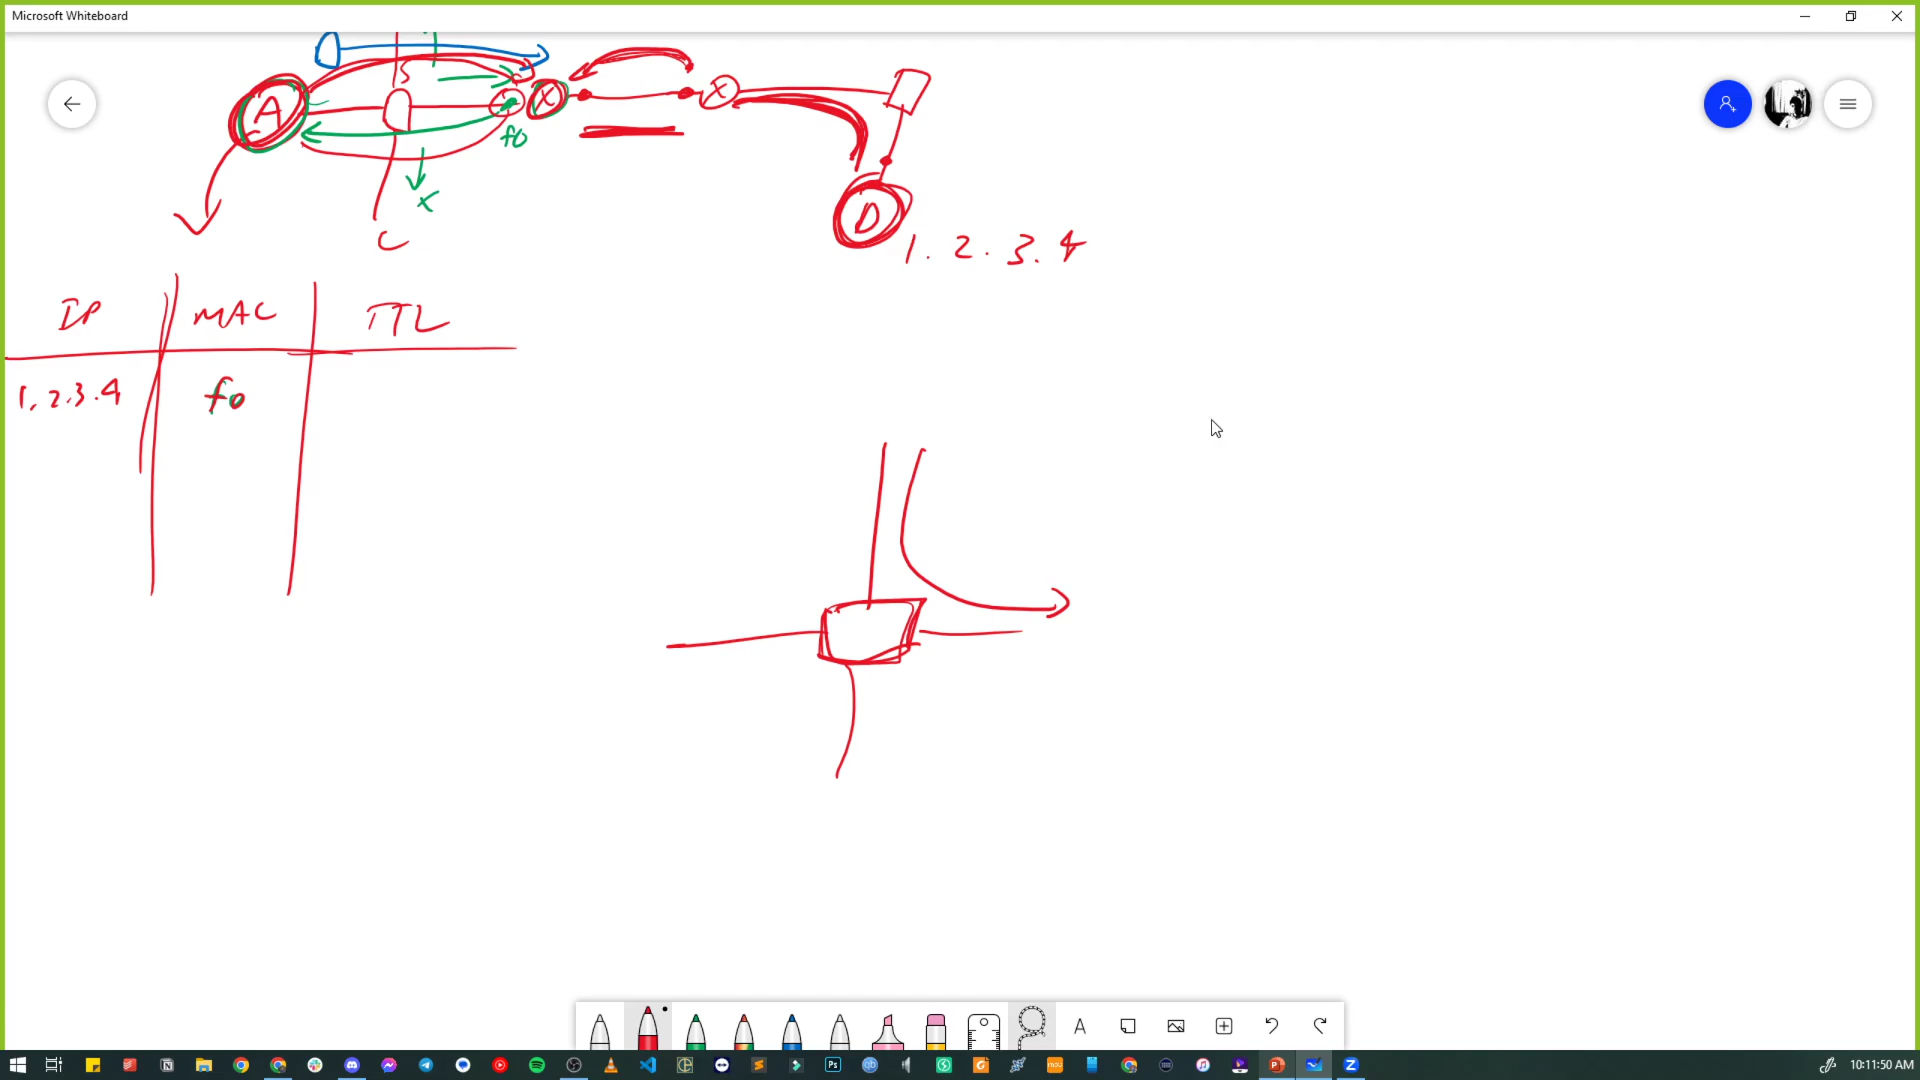 Microsoft Whiteboard
A
X
X
fo
x
C
D
1. 2. 3. 4
IP MAC TTL
1. 2. 3. 4 fo
A
10:11:50 AM